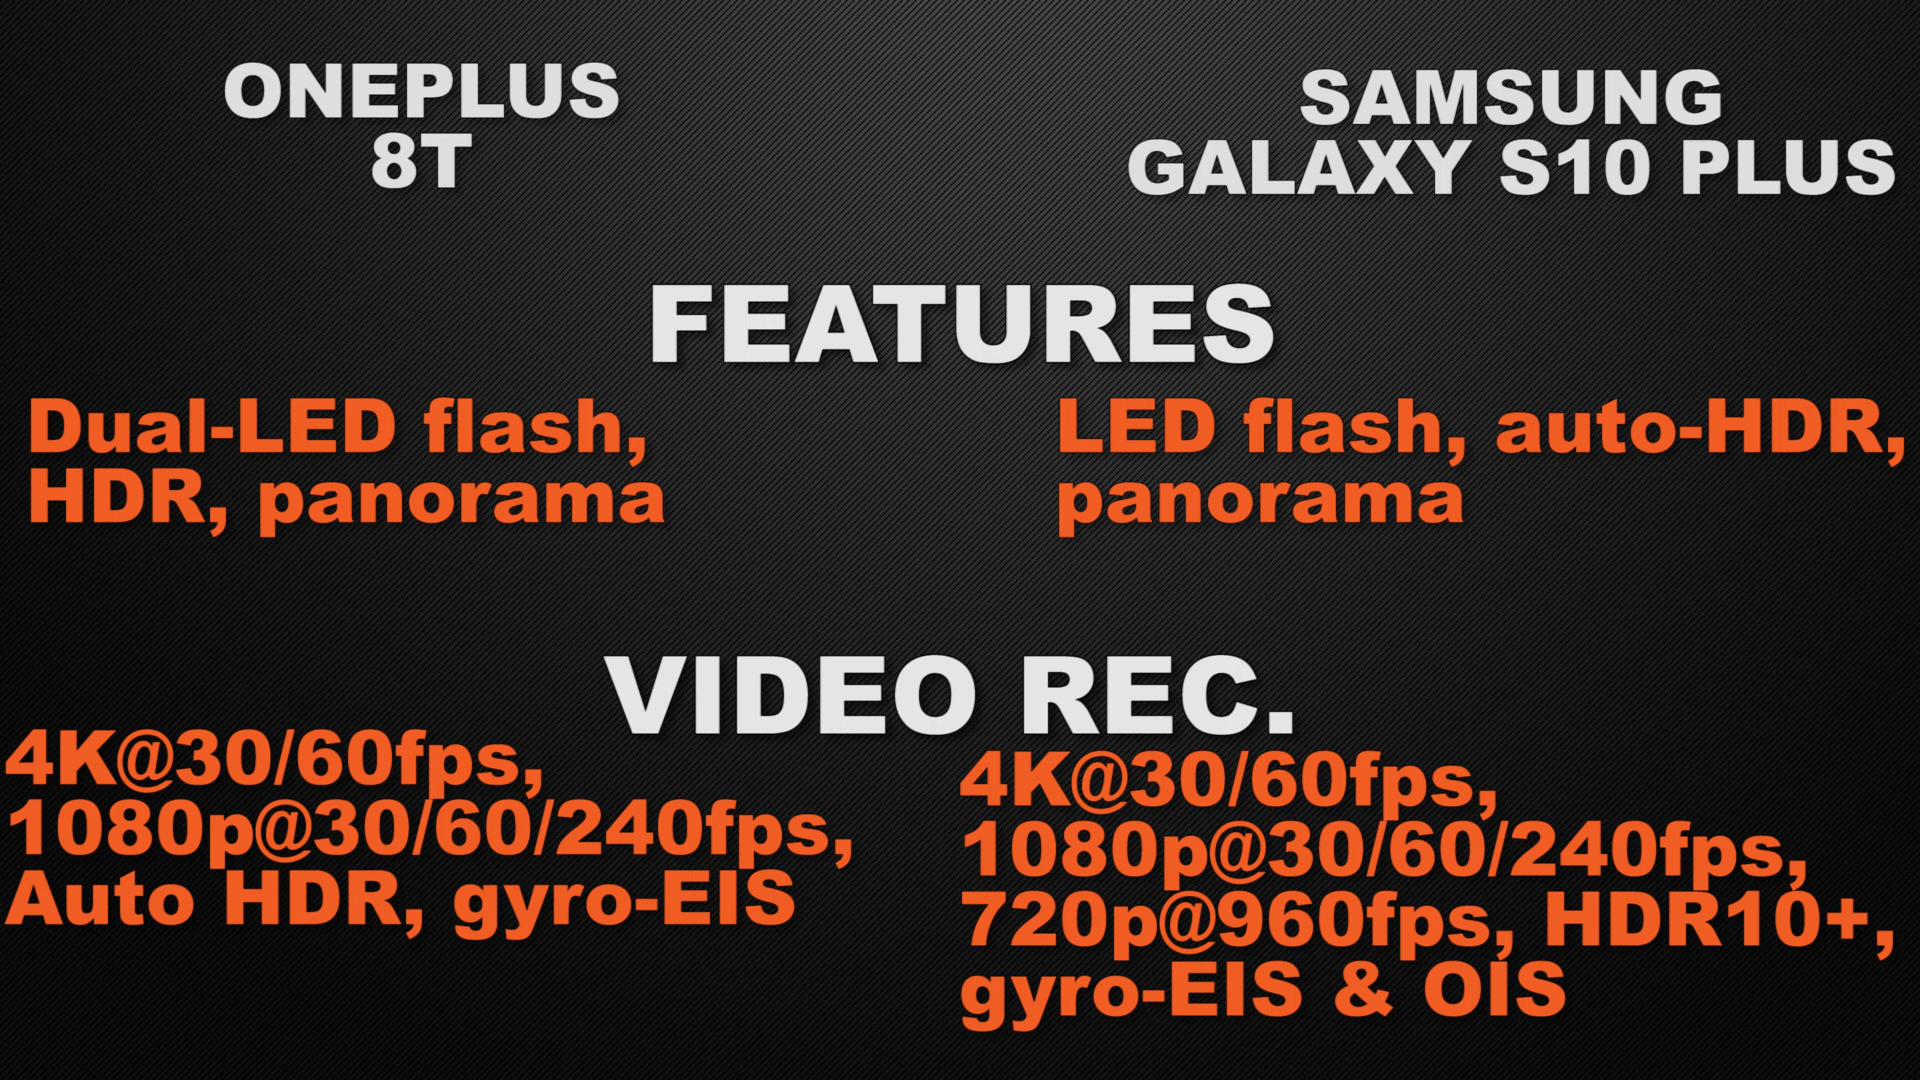 ONEPLUS
8T
SAMSUNG
GALAXY S10 PLUS
FEATURES
Dual-LED flash,
HDR, panorama
LED flash, auto-HDR,
panorama
VIDEO REC.
4K@30/60fps,
1080p@30/60/240fps,
Auto HDR, gyro-EIS
4K@30/60fps,
1080p@30/60/240fps,
720p@960fps, HDR10+,
gyro-EIS & OIS